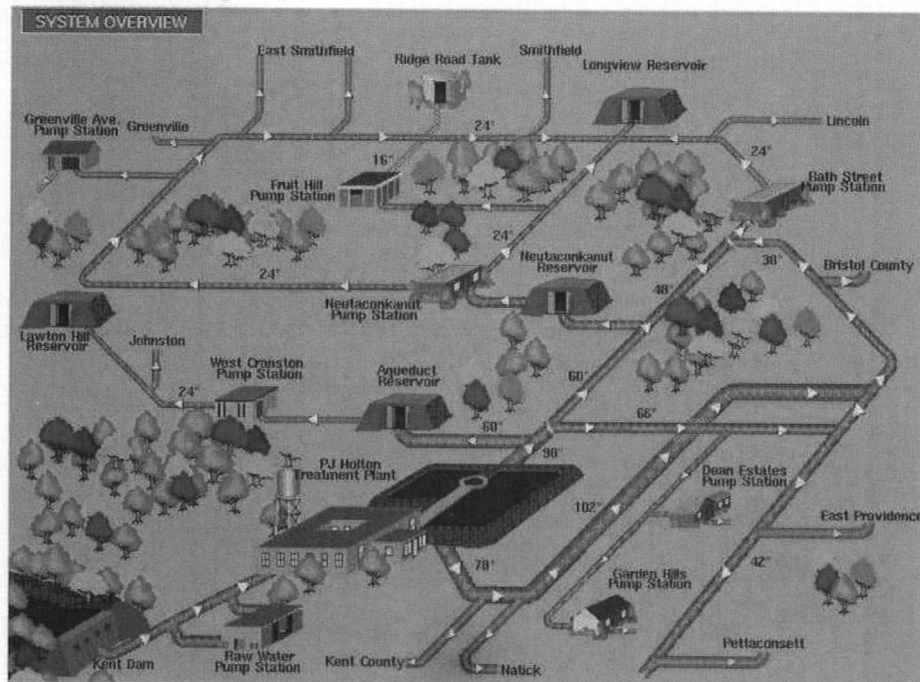 SYSTEM OVERVIEW
East Smithfield
Ridge Road Tank
Smithfield
Longview Reservoir
Greenville Ave.
Pump Station
Greenville
24"
Lincoln
16"
24"
Fruit Hill
Pump Station
Bath Street
Pump Station
24"
Neutaconkanut
Reservoir
38"
Bristol County
24"
48"
Neutaconkanut
Pump Station
Lawton Hill
Reservoir
Johnston
West Cranston
Pump Station
Aqueduct
Reservoir
60"
24"
66"
60"
90"
PJ Holton
Treatment Plant
Dean Estates
Pump Station
102"
East Providence
78"
42"
Garden Hills
Pump Station
Pettaconsett
Kent Dam
Raw Water
Pump Station
Kent County
Natick